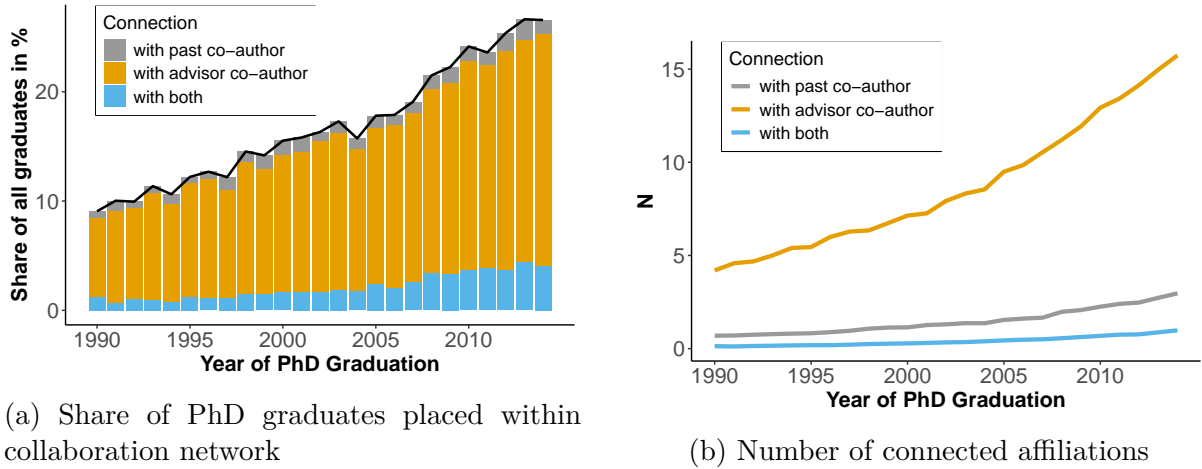 Connection
with past co−author
with advisor co−author
with both
Share of all graduates in %
20
10
0
1990
1995
2000
2005
2010
Year of PhD Graduation
(a) Share of PhD graduates placed within
collaboration network
Connection
with past co−author
with advisor co−author
with both
N
15
10
5
0
1990
1995
2000
2005
2010
Year of PhD Graduation
(b) Number of connected affiliations